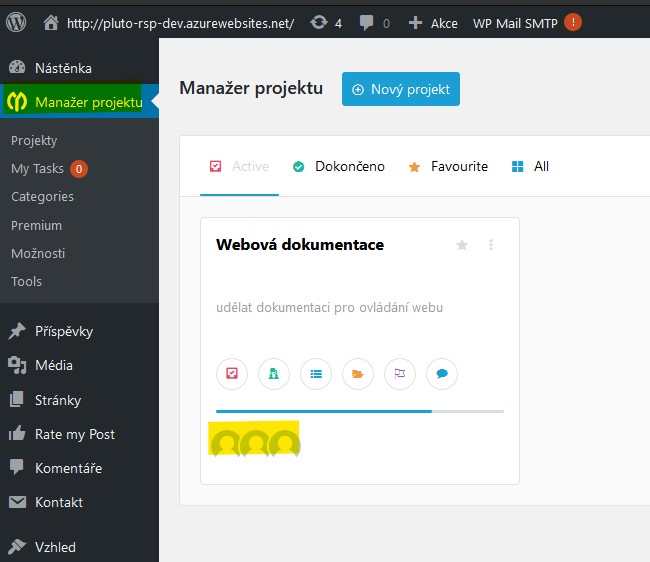 http://pluto-rsp-dev.azurewebsites.net/ 4 0 Akce WP Mail SMTP !
Nástěnka
Manažer projektu
Projekty
My Tasks 0
Categories
Premium
Možnosti
Tools
Příspěvky
Média
Stránky
Rate my Post
Komentáře
Kontakt
Vzhled
Manažer projektu Nový projekt
Active Dokončeno Favourite All
Webová dokumentace
udělat dokumentaci pro ovládání webu